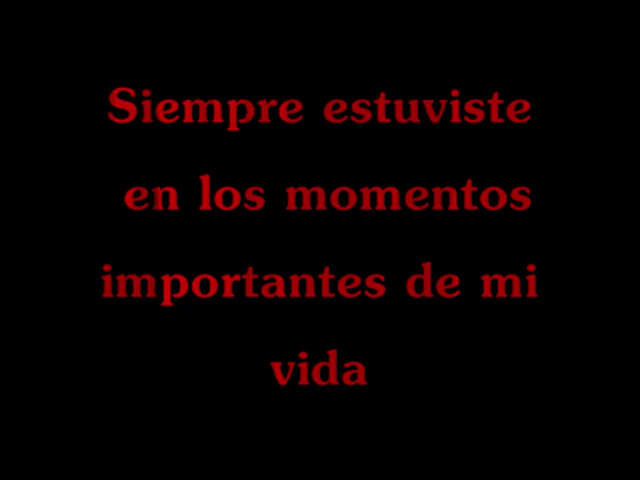 Siempre estuviste
en los momentos
importantes de mi
vida